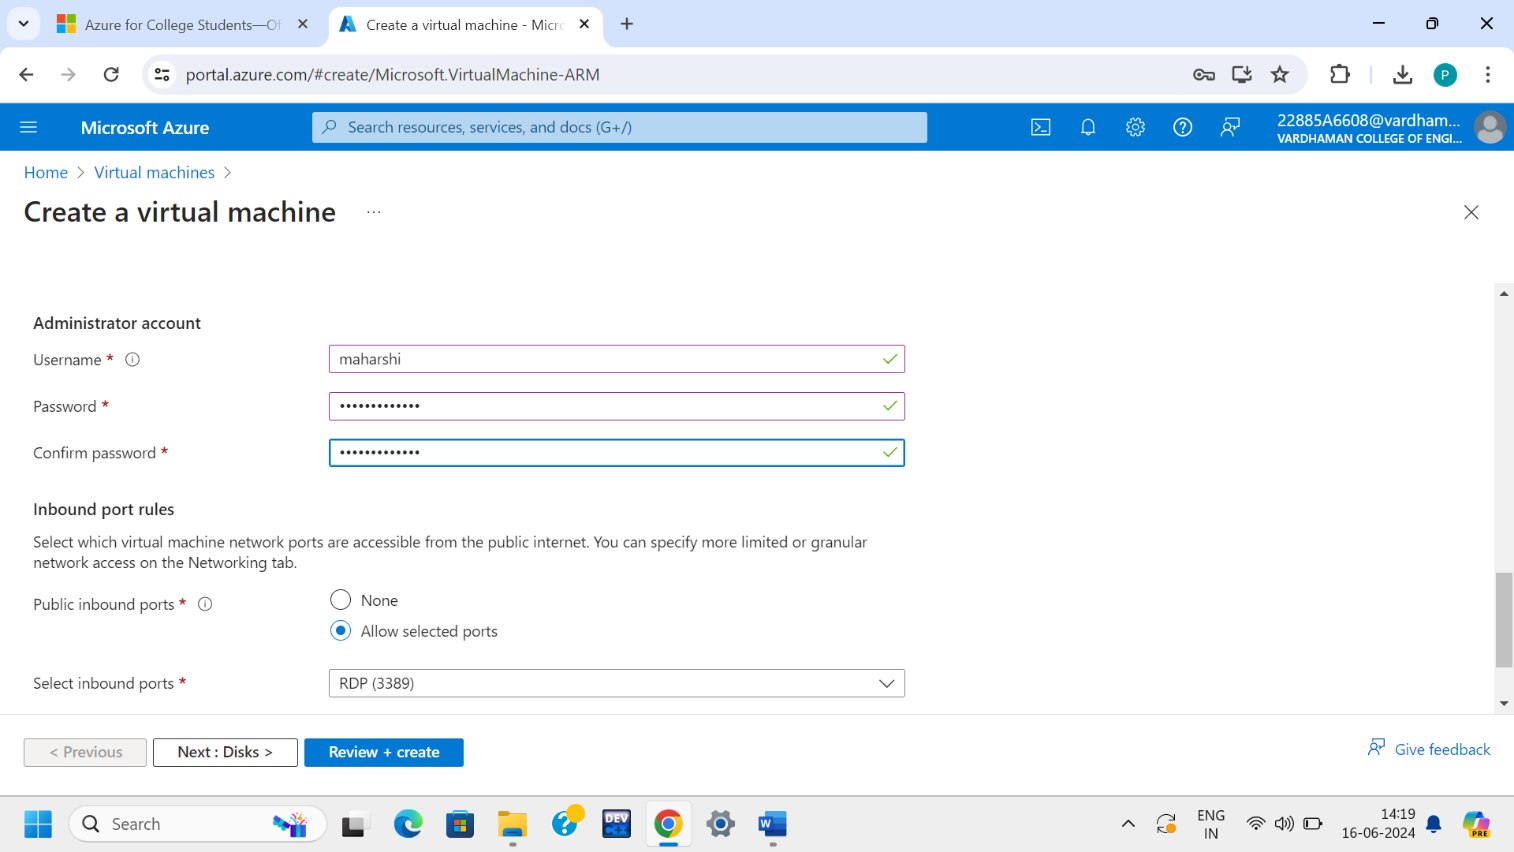 Azure for College Students—Of
Create a virtual machine - Micro
portal.azure.com/#create/Microsoft.VirtualMachine-ARM
P
Microsoft Azure
Search resources, services, and docs (G+/)
22885A6608@vardham...
VARDHAMAN COLLEGE OF ENGI...
Home > Virtual machines >
Create a virtual machine ...
Administrator account
Username *
maharshi
Password *
•••••••••••••
Confirm password *
•••••••••••••
Inbound port rules
Select which virtual machine network ports are accessible from the public internet. You can specify more limited or granular
network access on the Networking tab.
Public inbound ports *
None
Allow selected ports
Select inbound ports *
RDP (3389)
< Previous
Next : Disks >
Review + create
Give feedback
Search
DEV
C++
W
ENG
IN
14:19
16-06-2024
PRE